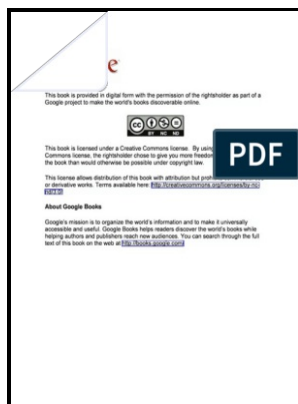 e
This book is provided in digital form with the permission of the rightsholder as part of a
Google project to make the world's books discoverable online.
cc BY NC ND
This book is licensed under a Creative Commons license. By using
Commons license, the rightsholder chose to give you more freedom
the book than would otherwise be possible under copyright law.
PDF
This license allows distribution of this book with attribution but
or derivative works. Terms available here: http://creativecommons.org/licenses/by-nc
About Google Books
Google's mission is to organize the world's information and to make it universally
accessible and useful. Google Books helps readers discover the world's books while
helping authors and publishers reach new audiences. You can search through the full
text of this book on the web at http://books.google.com/